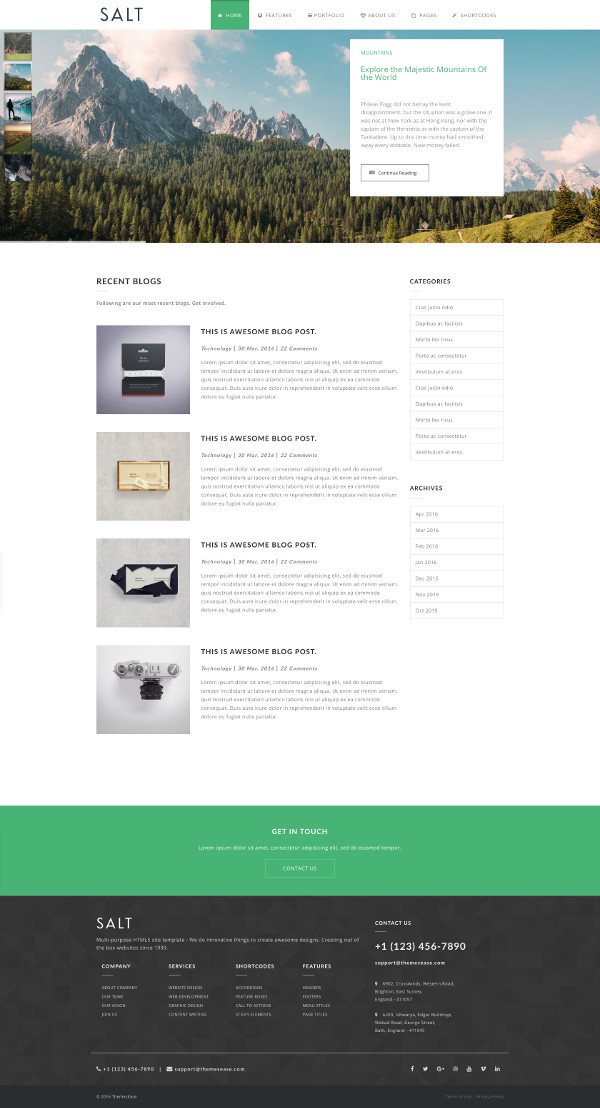 SALT
HOME FEATURES PORTFOLIO ABOUT US PAGES SHORTCODES
MOUNTAINS
Explore the Majestic Mountains Of
the World
Phileas Fogg did not betray the least
disappointment, but the situation was a grave one. It
was not at New York as at Hong Kong, nor with the
captain of the Henrietta as with the captain of the
Tankadere. Up to this time money had smoothed
away every obstacle. Now money failed.
Continue Reading
RECENT BLOGS
Following are our most recent blogs. Get involved.
THIS IS AWESOME BLOG POST.
Technology | 30 Mar, 2016 | 22 Comments
Lorem ipsum dolor sit amet, consectetur adipisicing elit, sed do eiusmod
tempor incididunt ut labore et dolore magna aliqua. Ut enim ad minim veniam,
quis nostrud exercitation ullamco laboris nisi ut aliquip ex ea commodo
consequat. Duis aute irure dolor in reprehenderit in voluptate velit esse cillum
dolore eu fugiat nulla pariatur.
THIS IS AWESOME BLOG POST.
Technology | 30 Mar, 2016 | 22 Comments
Lorem ipsum dolor sit amet, consectetur adipisicing elit, sed do eiusmod
tempor incididunt ut labore et dolore magna aliqua. Ut enim ad minim veniam,
quis nostrud exercitation ullamco laboris nisi ut aliquip ex ea commodo
consequat. Duis aute irure dolor in reprehenderit in voluptate velit esse cillum
dolore eu fugiat nulla pariatur.
THIS IS AWESOME BLOG POST.
Technology | 30 Mar, 2016 | 22 Comments
Lorem ipsum dolor sit amet, consectetur adipisicing elit, sed do eiusmod
tempor incididunt ut labore et dolore magna aliqua. Ut enim ad minim veniam,
quis nostrud exercitation ullamco laboris nisi ut aliquip ex ea commodo
consequat. Duis aute irure dolor in reprehenderit in voluptate velit esse cillum
dolore eu fugiat nulla pariatur.
THIS IS AWESOME BLOG POST.
Technology | 30 Mar, 2016 | 22 Comments
Lorem ipsum dolor sit amet, consectetur adipisicing elit, sed do eiusmod
tempor incididunt ut labore et dolore magna aliqua. Ut enim ad minim veniam,
quis nostrud exercitation ullamco laboris nisi ut aliquip ex ea commodo
consequat. Duis aute irure dolor in reprehenderit in voluptate velit esse cillum
dolore eu fugiat nulla pariatur.
CATEGORIES
Cras justo odio
Dapibus ac facilisis
Morbi leo risus
Porta ac consectetur
Vestibulum at eros
Cras justo odio
Dapibus ac facilisis
Morbi leo risus
Porta ac consectetur
Vestibulum at eros
ARCHIVES
Apr 2016
Mar 2016
Feb 2016
Jan 2016
Dec 2015
Nov 2015
Oct 2015
GET IN TOUCH
Lorem ipsum dolor sit amet, consectetur adipisicing elit, sed do eiusmod tempor.
CONTACT US
SALT
Multi-purpose HTML5 site template - We do innovative things to create awesome designs. Creating out of
the box websites since 1999.
COMPANY
ABOUT COMPANY
OUR TEAM
OUR VISION
JOIN US
SERVICES
WEBSITE DESIGN
WEB DEVELOPMENT
GRAPHIC DESIGN
CONTENT WRITING
SHORTCODES
ACCORDIONS
FEATURE BOXES
CALL TO ACTIONS
STICKY ELEMENTS
FEATURES
HEADERS
FOOTERS
MENU STYLES
PAGE TITLES
CONTACT US
+1 (123) 456-7890
support@themesease.com
A902, Crosswinds, Western Road,
Brighton, East Sussex,
England -
Edgar Buildings,
George Street,
Bath, England - 411045
+1 (123) 456-7890 | support@themesease.com
© 2016 ThemesEase
Terms of Use - Privacy Policy